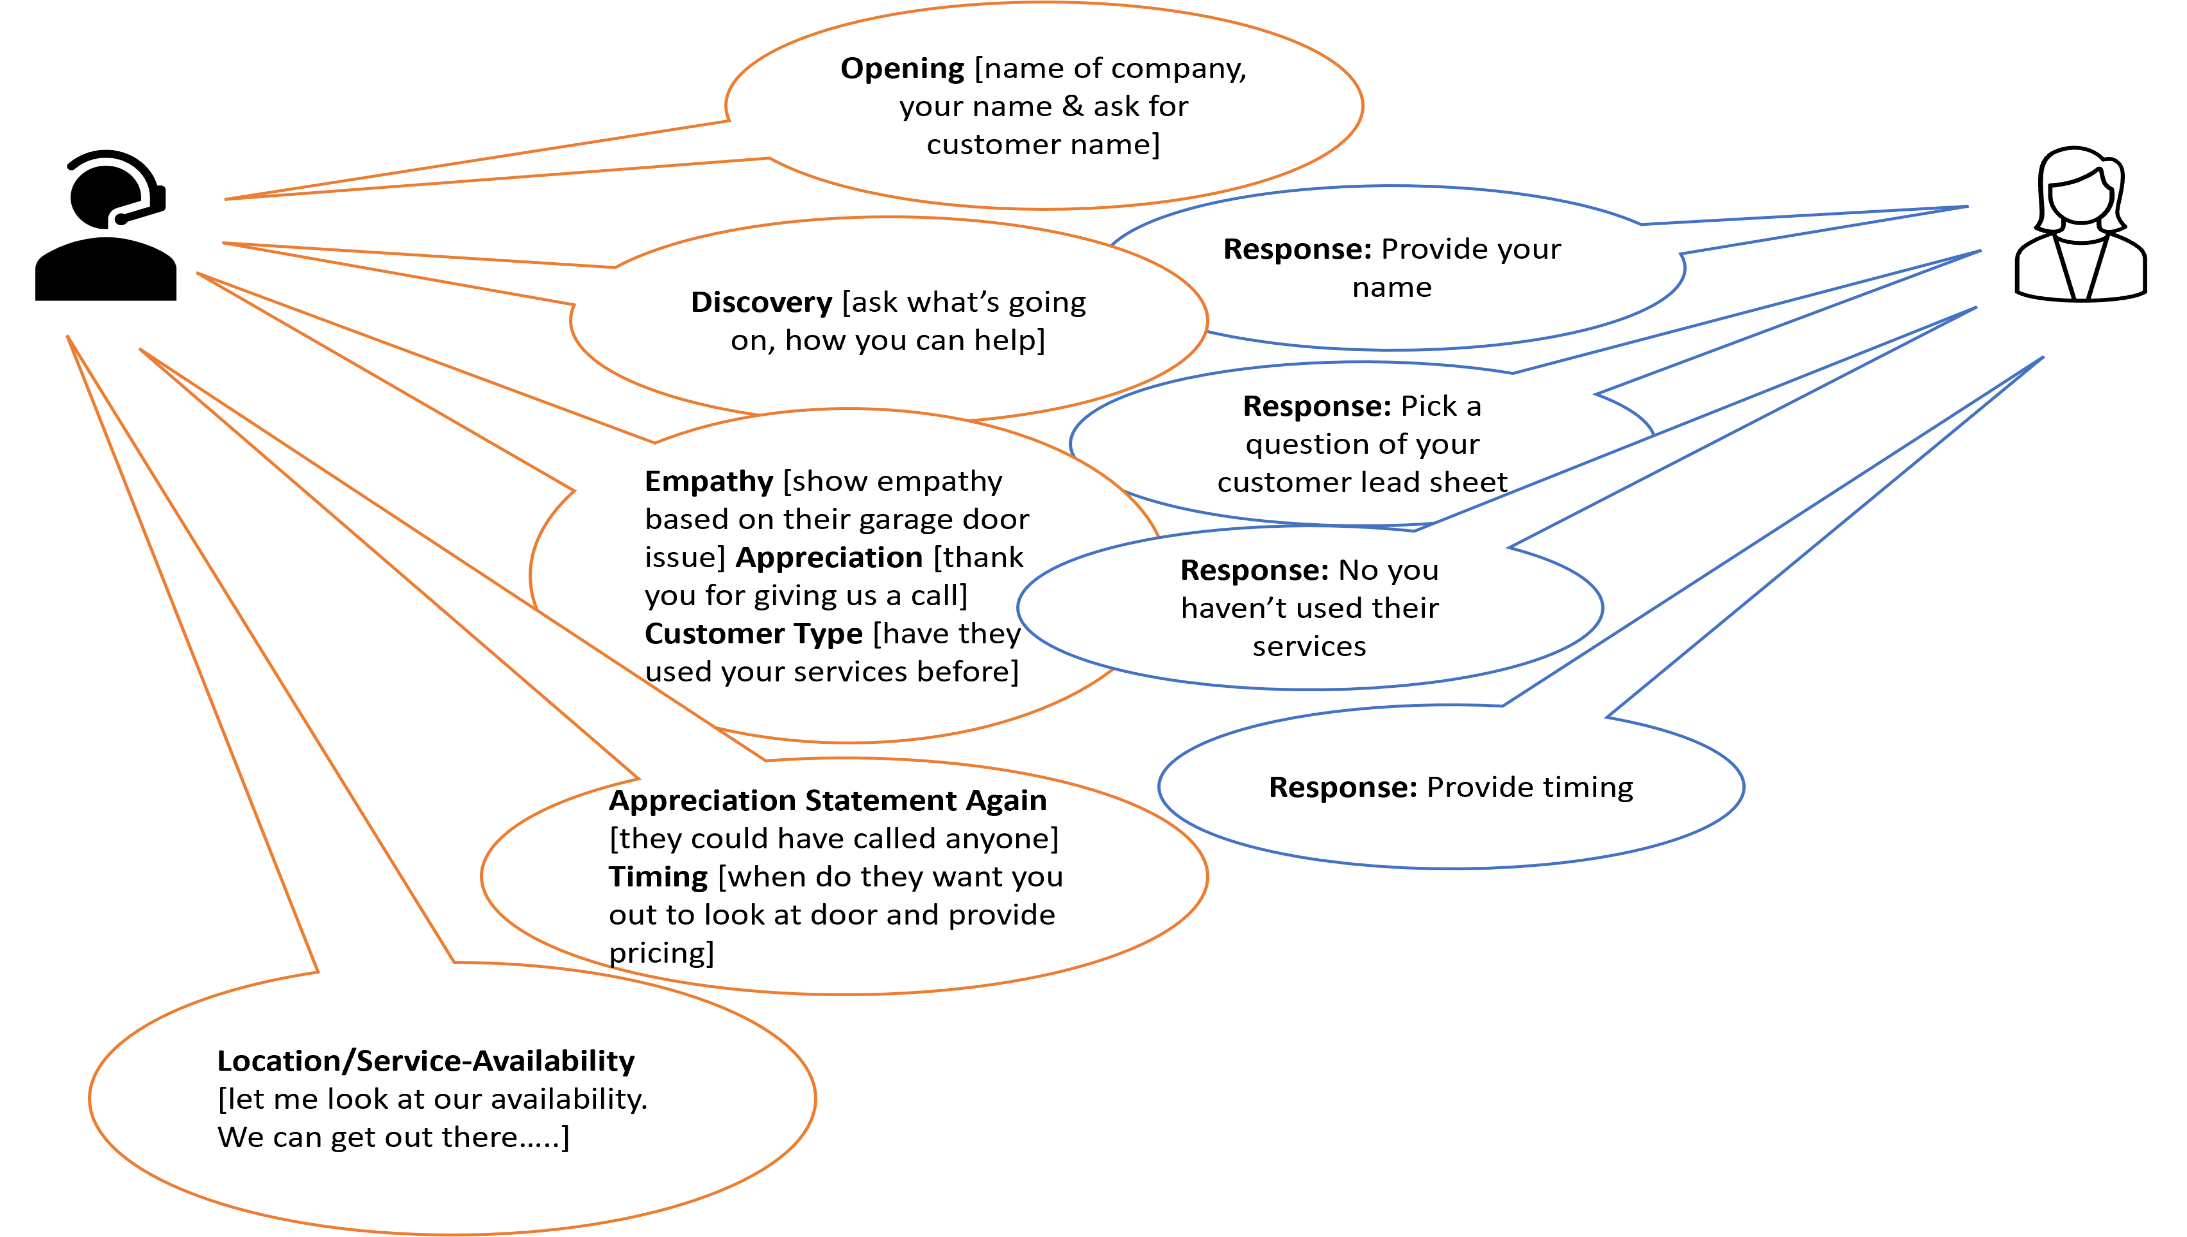 Opening [name of company,
your name & ask for
customer name]
Response: Provide your
name
Discovery [ask what’s going
on, how you can help]
Response: Pick a
question of your
customer lead sheet
Empathy [show empathy
based on their garage door
issue] Appreciation [thank
you for giving us a call]
Customer Type [have they
used your services before]
Response: No you
haven’t used their
services
Appreciation Statement Again
[they could have called anyone]
Timing [when do they want you
out to look at door and provide
pricing]
Response: Provide timing
Location/Service-Availability
[let me look at our availability.
We can get out there…..]